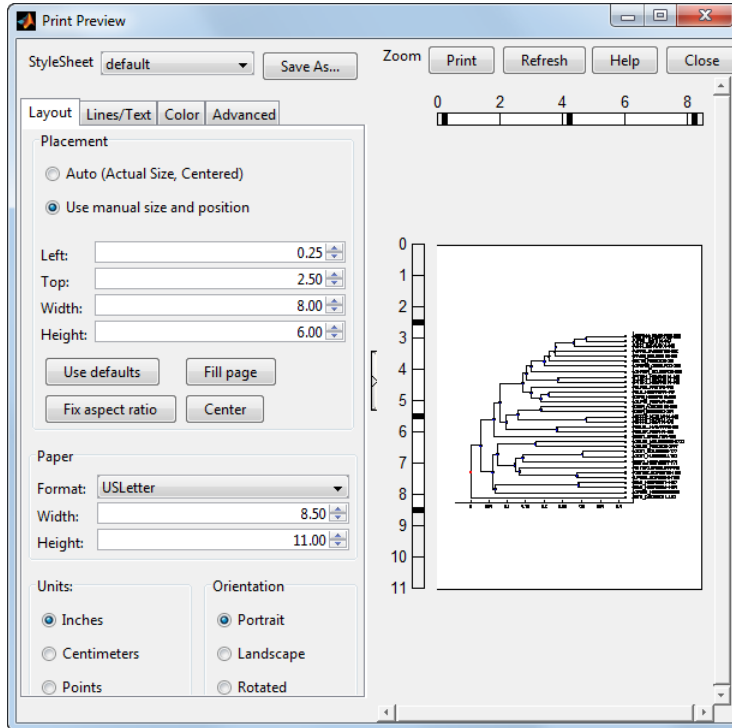 Print Preview
StyleSheet default Save As... Zoom Print Refresh Help Close
Layout Lines/Text Color Advanced
Placement
Auto (Actual Size, Centered)
Use manual size and position
Left: 0.25
Top: 2.50
Width: 8.00
Height: 6.00
Use defaults Fill page
Fix aspect ratio Center
Paper
Format: USLetter
Width: 8.50
Height: 11.00
Units: Orientation
Inches Portrait
Centimeters Landscape
Points Rotated
0 2 4 6 8
0
1
2
3
4
5
6
7
8
9
10
11